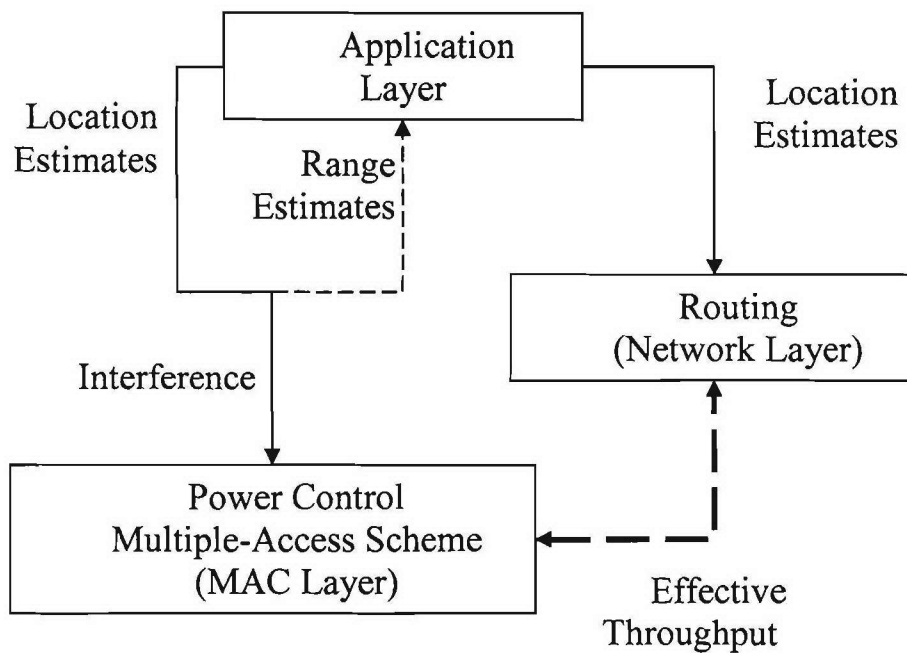 Application
Layer
Location
Estimates
Range
Estimates
Location
Estimates
Routing
(Network Layer)
Interference
Power Control
Multiple-Access Scheme
(MAC Layer)
Effective
Throughput